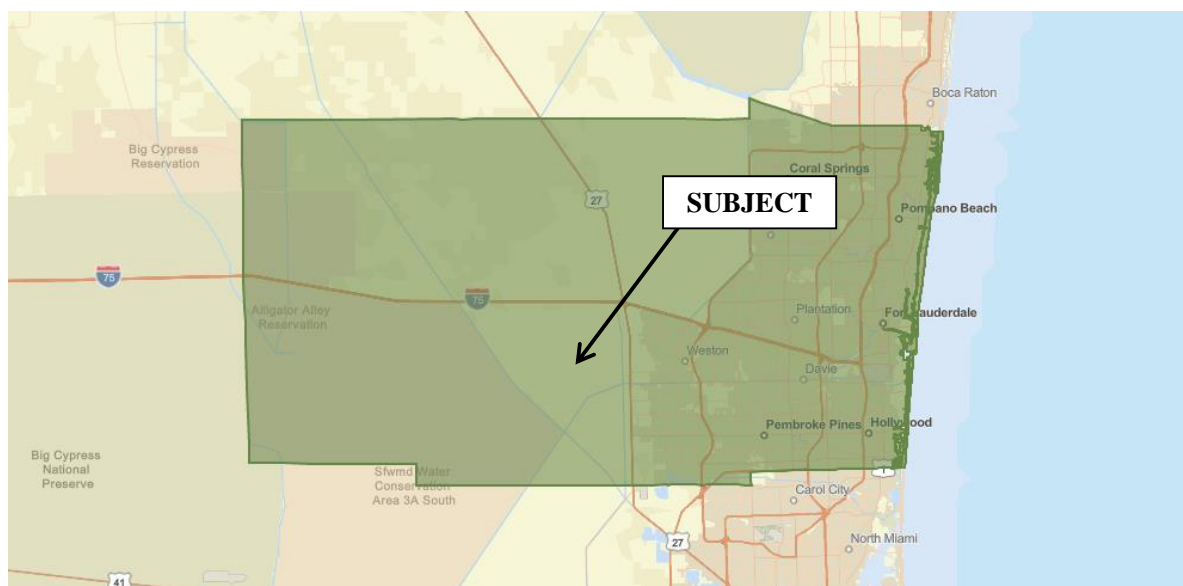 Boca Raton
Big Cypress
Reservation
Coral Springs
27
SUBJECT
Pompano Beach
75
75
Alligator Alley
Reservation
Plantation
Fort Lauderdale
Weston
Davie
Pembroke Pines
Hollywood
Big Cypress
National
Preserve
Sfwmd Water
Conservation
Area 3A South
1
Carol City
27
North Miami
41